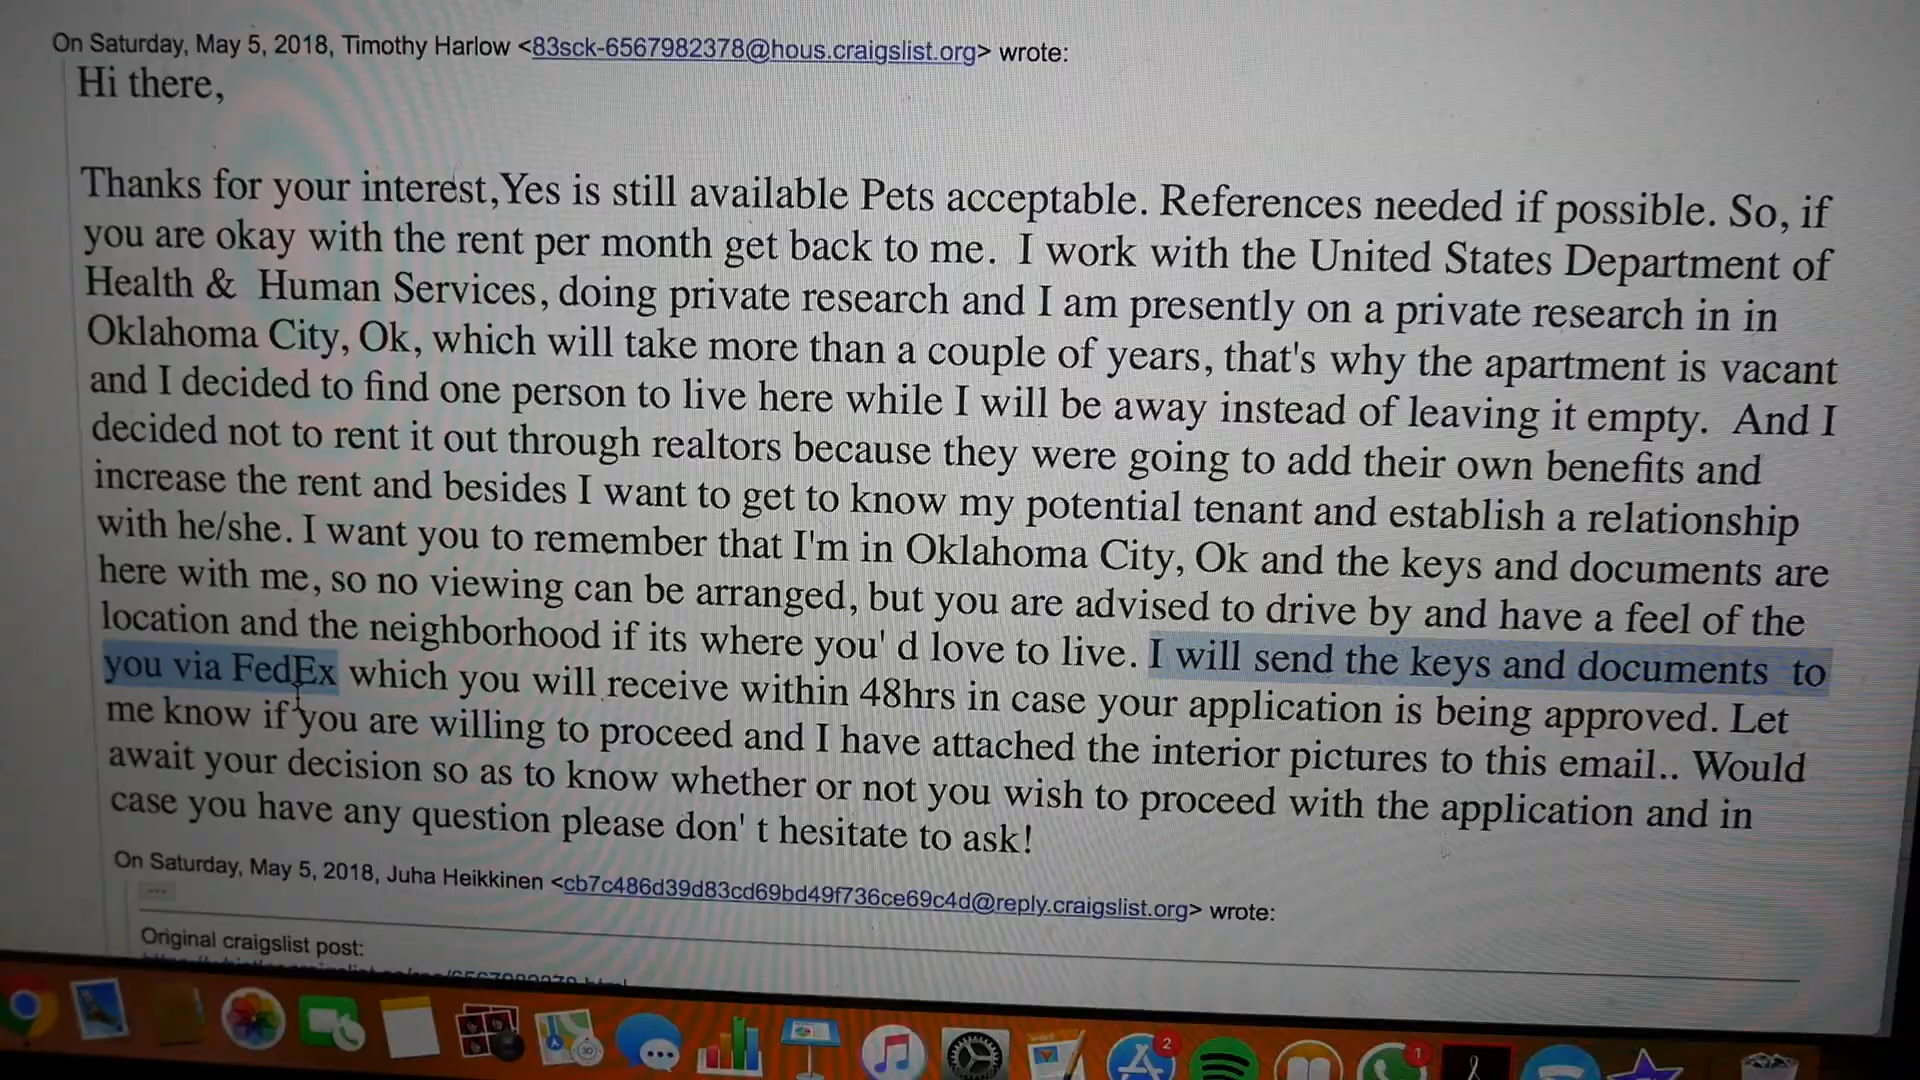 On Saturday, May 5, 2018, Timothy Harlow <83sck-6567982378@hous.craigslist.org> wrote:
Hi there,
Thanks for your interest,Yes is still available Pets acceptable. References needed if possible. So, if
you are okay with the rent per month get back to me. I work with the United States Department of
Health & Human Services, doing private research and I am presently on a private research in in
Oklahoma City, Ok, which will take more than a couple of years, that's why the apartment is vacant
and I decided to find one person to live here while I will be away instead of leaving it empty. And I
decided not to rent it out through realtors because they were going to add their own benefits and
increase the rent and besides I want to get to know my potential tenant and establish a relationship
with he/she. I want you to remember that I'm in Oklahoma City, Ok and the keys and documents are
here with me, so no viewing can be arranged, but you are advised to drive by and have a feel of the
location and the neighborhood if its where you' d love to live. I will send the keys and documents to
you via FedEx which you will receive within 48hrs in case your application is being approved. Let
me know if you are willing to proceed and I have attached the interior pictures to this email.. Would
await your decision so as to know whether or not you wish to proceed with the application and in
case you have any question please don' t hesitate to ask!
On Saturday, May 5, 2018, Juha Heikkinen <cb7c486d39d83cd69bd49f736ce69c4d@reply.craigslist.org> wrote:
Original craigslist post:
2
1